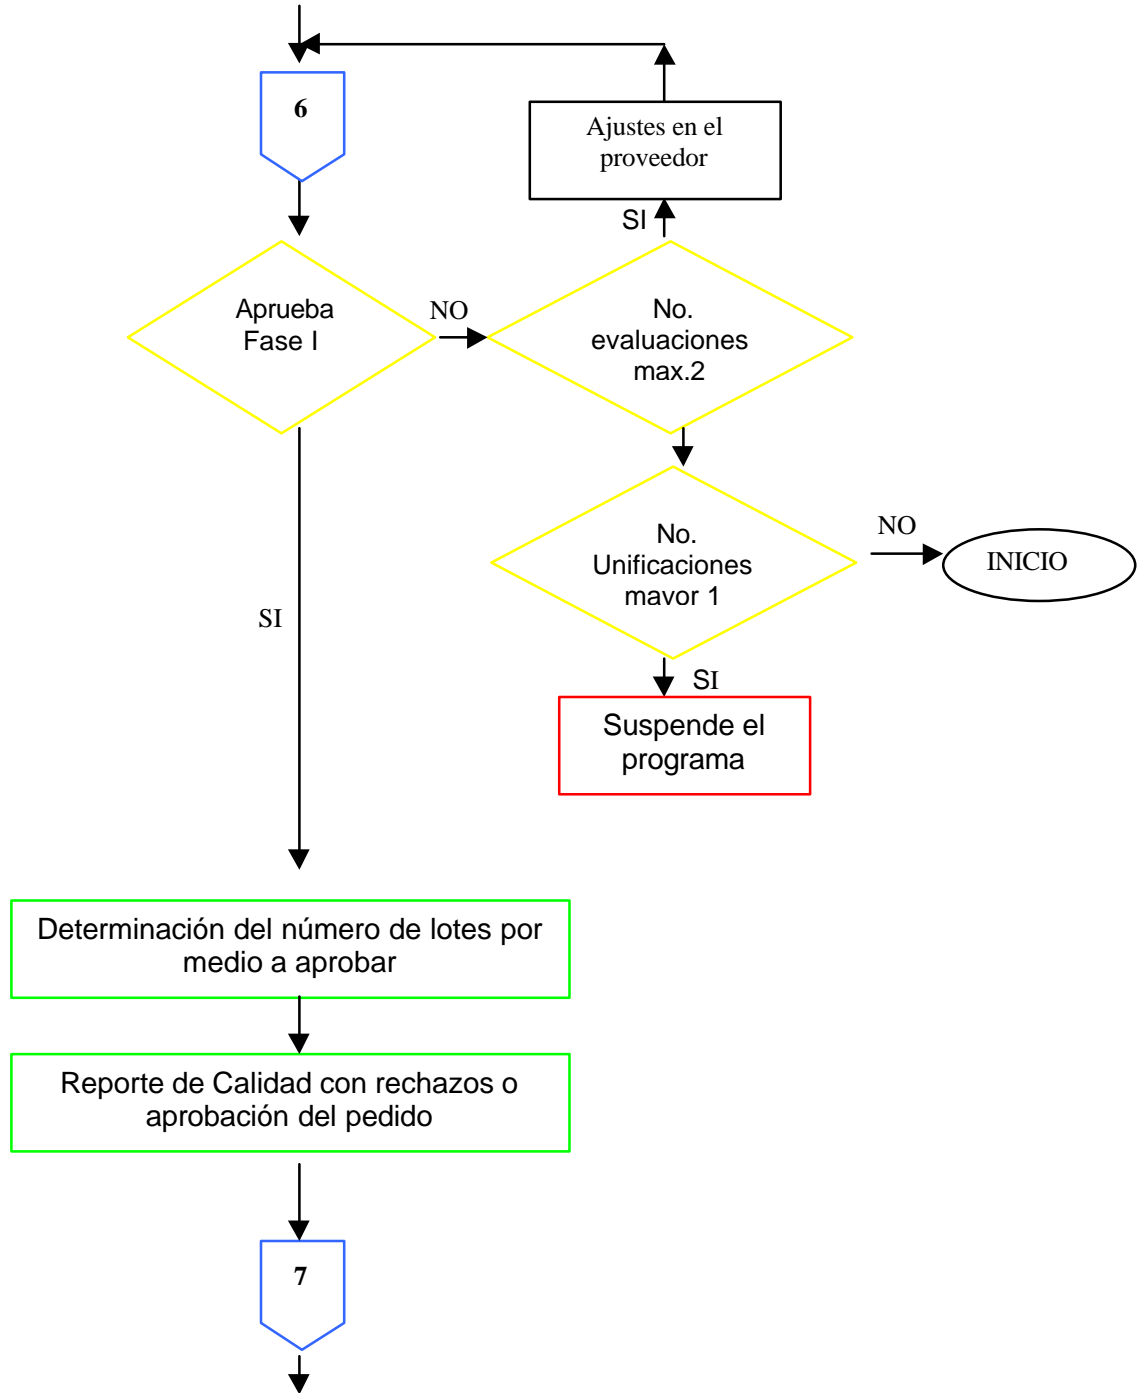 6
Ajustes en el
proveedor
SI
Aprueba
Fase I
NO
No.
evaluaciones
max.2
No.
Unificaciones
mayor 1
NO
INICIO
SI
SI
Suspende el
programa
Determinación del número de lotes por
medio a aprobar
Reporte de Calidad con rechazos o
aprobación del pedido
7